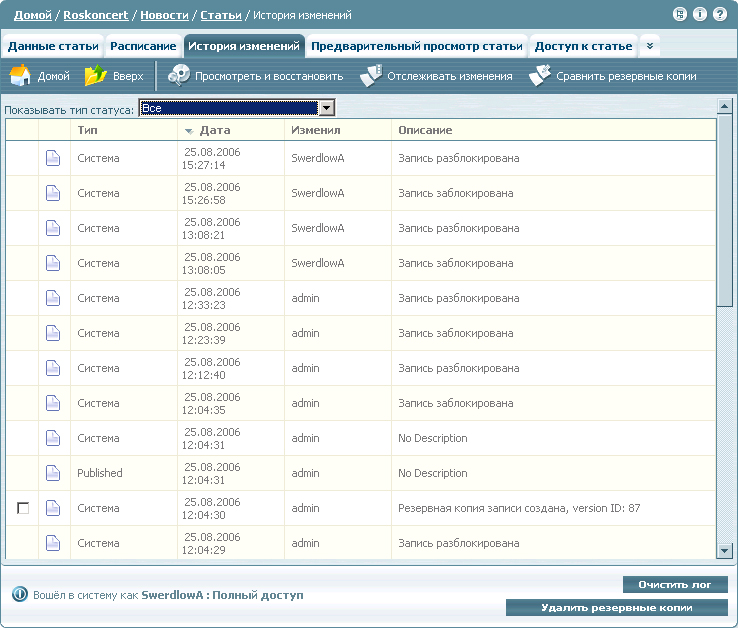 Домой / Roskoncert / Новости / Статьи / История изменений
Данные статьи Расписание История изменений Предварительный просмотр статьи Доступ к статье
Домой Вверх Просмотреть и восстановить Отслеживать изменения Сравнить резервные копии
Показывать тип статуса: Все
Тип Дата Изменил Описание
Система 25.08.2006 15:27:14 SwerdlowA Запись разблокирована
Система 25.08.2006 15:26:58 SwerdlowA Запись заблокирована
Система 25.08.2006 13:08:21 SwerdlowA Запись разблокирована
Система 25.08.2006 13:08:05 SwerdlowA Запись заблокирована
Система 25.08.2006 12:33:23 admin Запись разблокирована
Система 25.08.2006 12:23:39 admin Запись заблокирована
Система 25.08.2006 12:12:40 admin Запись разблокирована
Система 25.08.2006 12:04:35 admin Запись заблокирована
Система 25.08.2006 12:04:31 admin No Description
Published 25.08.2006 12:04:31 admin No Description
Система 25.08.2006 12:04:30 admin Резервная копия записи создана, version ID: 87
Система 25.08.2006 12:04:29 admin Запись разблокирована
Очистить лог
Вошёл в систему как SwerdlowA : Полный доступ
Удалить резервные копии